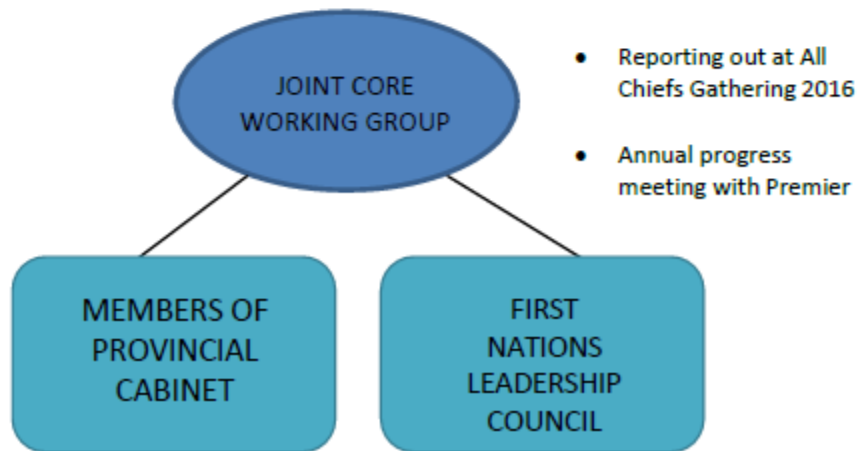 JOINT CORE
WORKING GROUP
• Reporting out at All
Chiefs Gathering 2016
• Annual progress
meeting with Premier
MEMBERS OF
PROVINCIAL
CABINET
FIRST
NATIONS
LEADERSHIP
COUNCIL